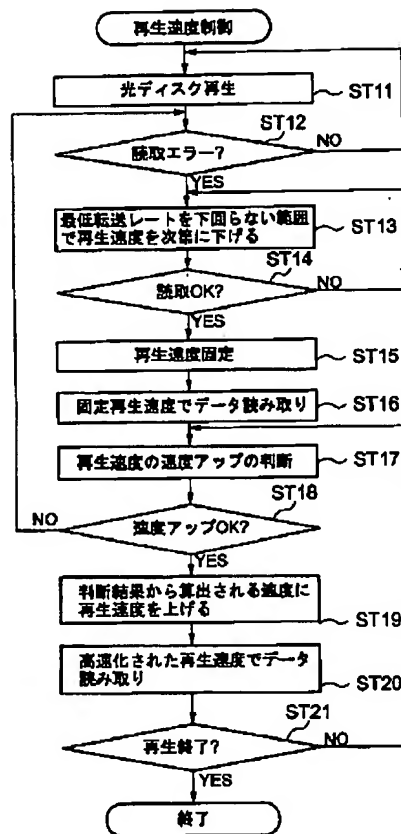 再生速度制御
光ディスク再生
ST11
ST12
読取エラー?
NO
YES
最低転送レートを下回らない範囲
で再生速度を次第に下げる
ST13
ST14
読取OK?
NO
YES
再生速度固定
ST15
固定再生速度でデータ読み取り
ST16
再生速度の速度アップの判断
ST17
ST18
NO
速度アップOK?
YES
判断結果から算出される速度に
再生速度を上げる
ST19
高速化された再生速度でデータ
読み取り
ST20
ST21
再生終了?
NO
YES
終了